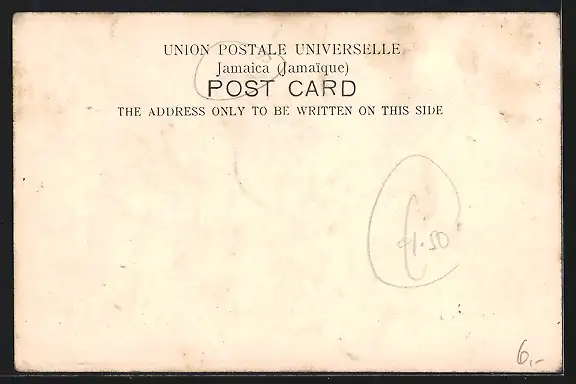 UNION POSTALE UNIVERSELLE
Jamaica (Jamaïque)
POST CARD
THE ADDRESS ONLY TO BE WRITTEN ON THIS SIDE
£1.50
6,-